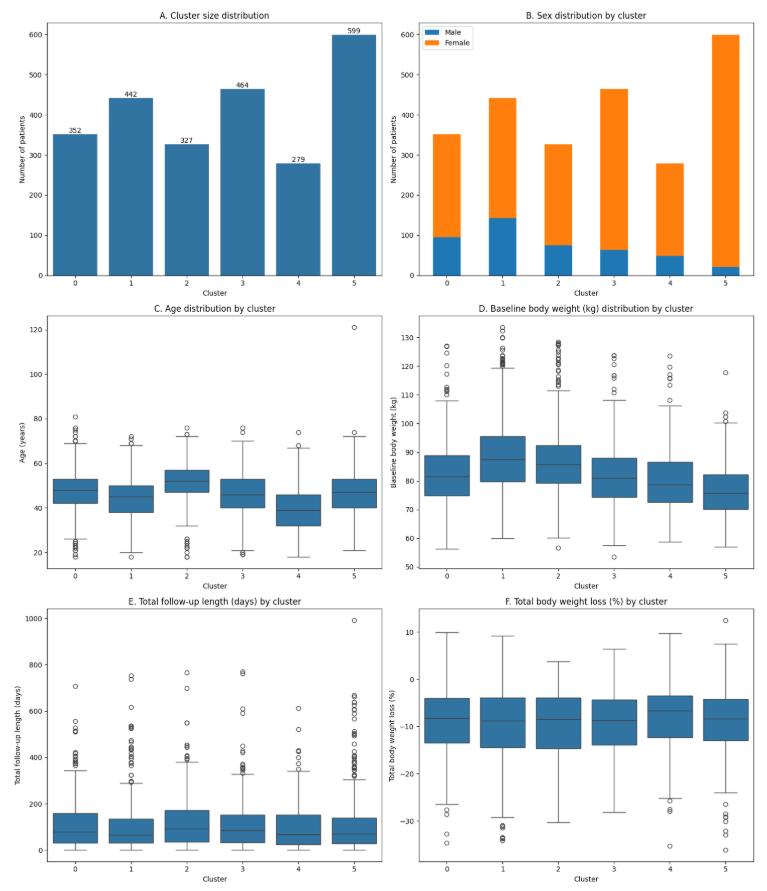 A. Cluster size distribution
600
500
400
300
200
100
0
Number of patients
352
442
327
464
279
599
0 1 2 3 4 5
Cluster
B. Sex distribution by cluster
Male
Female
600
500
400
300
200
100
0
Number of patients
0 1 2 3 4 5
Cluster
C. Age distribution by cluster
120
100
80
60
40
20
Age (years)
0 1 2 3 4 5
Cluster
D. Baseline body weight (kg) distribution by cluster
130
120
110
100
90
80
70
60
50
Baseline body weight (kg)
0 1 2 3 4 5
Cluster
E. Total follow-up length (days) by cluster
1000
800
600
400
200
0
Total follow-up length (days)
0 1 2 3 4 5
Cluster
F. Total body weight loss (%) by cluster
10
0
−10
−20
−30
Total body weight loss (%)
0 1 2 3 4 5
Cluster